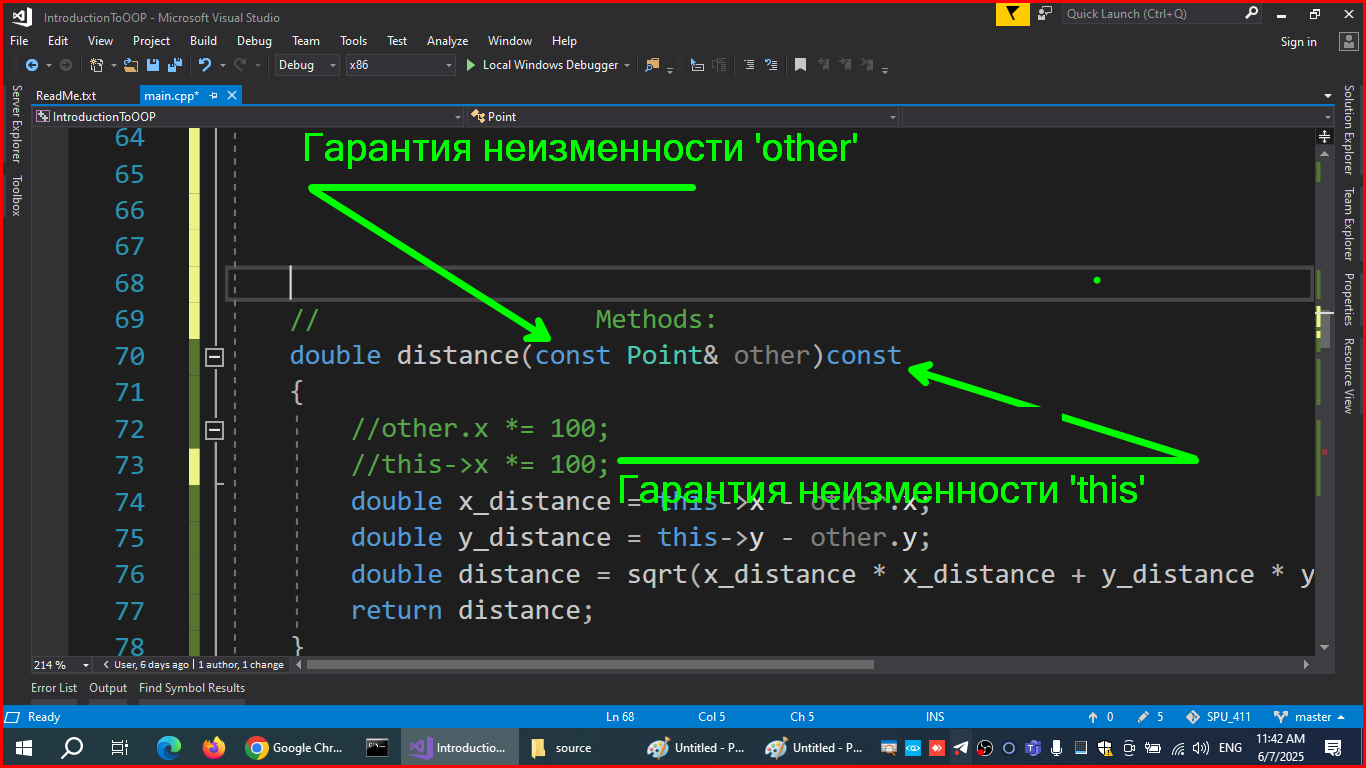 IntroductionToOOP - Microsoft Visual Studio
Quick Launch (Ctrl+Q)
File Edit View Project Build Debug Team Tools Test Analyze Window Help
Sign in
Debug x86 Local Windows Debugger
ReadMe.txt main.cpp*
IntroductionToOOP Point
Server Explorer
Toolbox
Solution Explorer
Team Explorer
Properties
Resource View
Гарантия неизменности 'other'
64
65
66
67
68
69 // Methods:
70 double distance(const Point& other)const
71 {
72 //other.x *= 100;
73 //this->x *= 100;
Гарантия неизменности 'this'
74 double x_distance = this->x - other.x;
75 double y_distance = this->y - other.y;
76 double distance = sqrt(x_distance * x_distance + y_distance * y
77 return distance;
78 }
214 % User, 6 days ago | 1 author, 1 change
Error List Output Find Symbol Results
Ready Ln 68 Col 5 Ch 5 INS 0 5 SPU_411 master
Google Chr... Introductio... source Untitled - P... Untitled - P... ENG 11:42 AM
6/7/2025